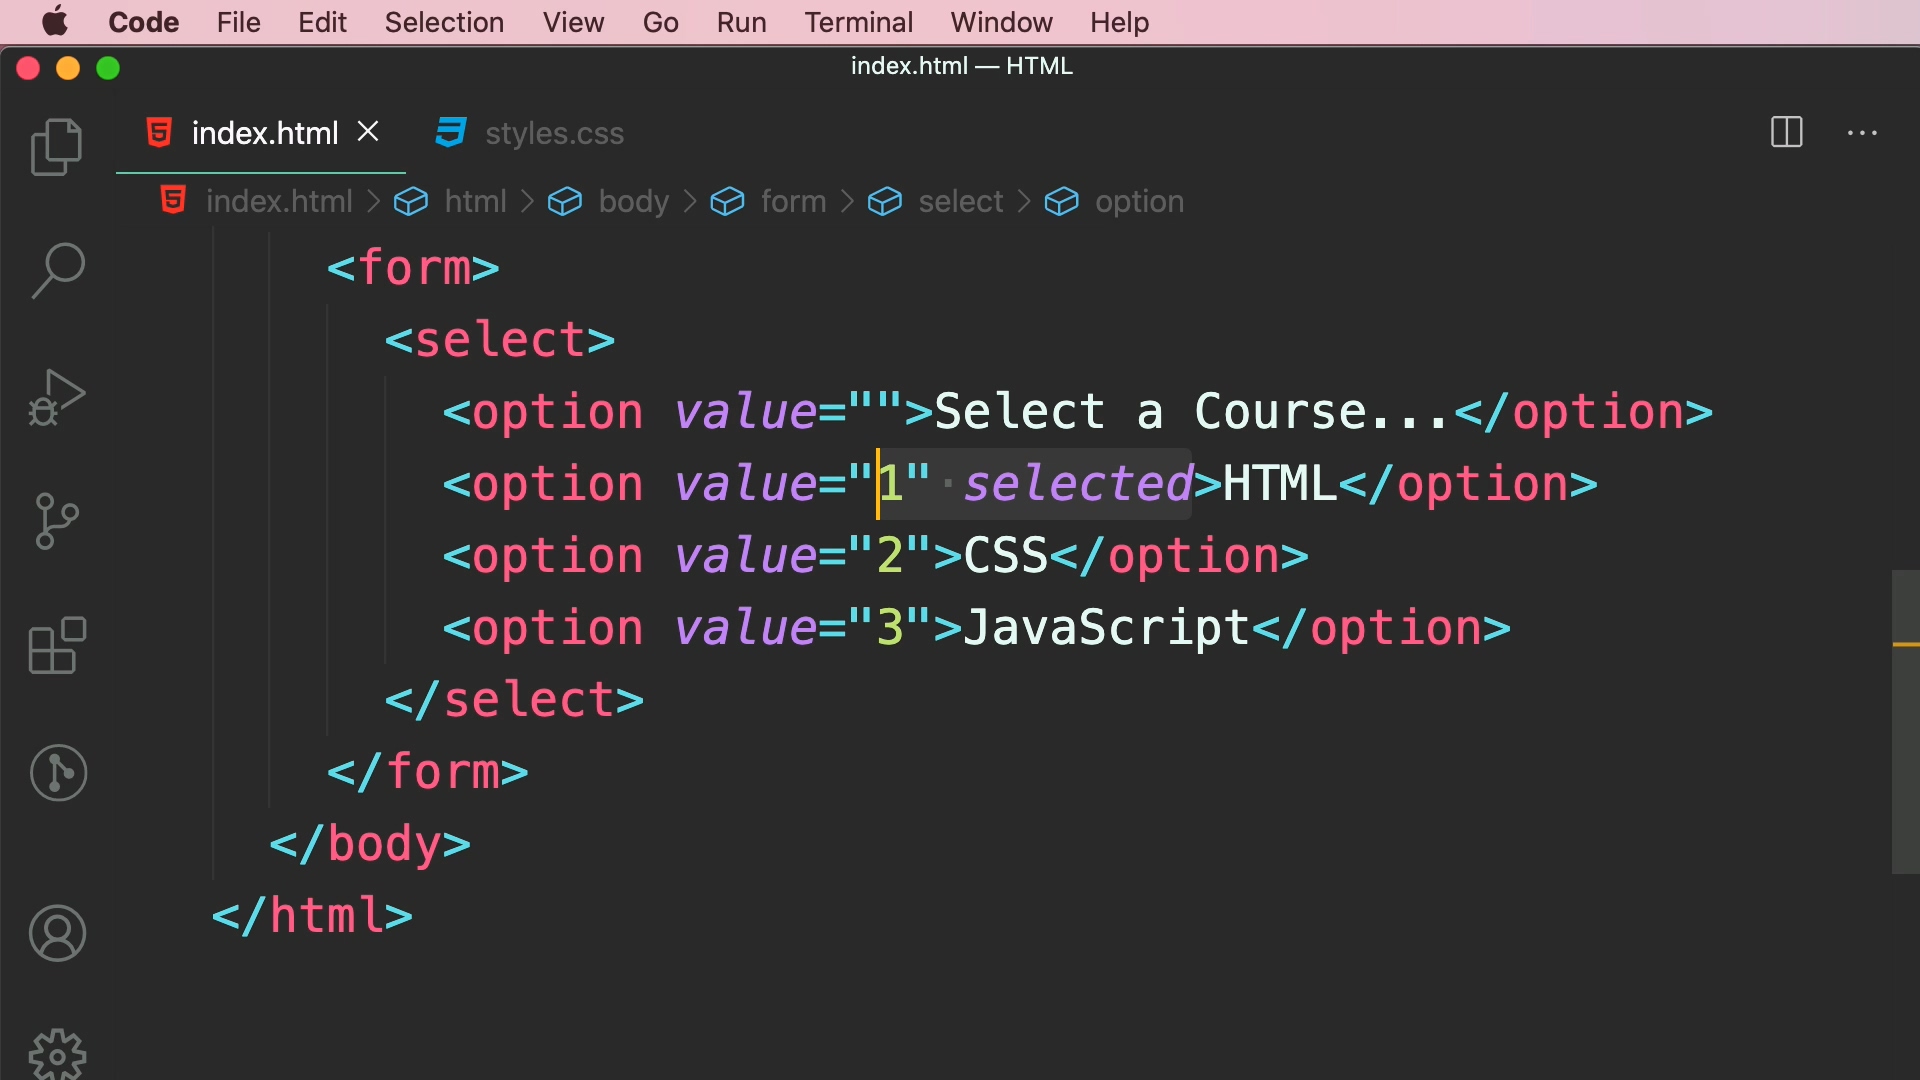 Code File Edit Selection View Go Run Terminal Window Help
index.html — HTML
index.html styles.css
index.html > html > body > form > select > option
<form>
<select>
<option value="">Select a Course...</option>
<option value="1" selected>HTML</option>
<option value="2">CSS</option>
<option value="3">JavaScript</option>
</select>
</form>
</body>
</html>